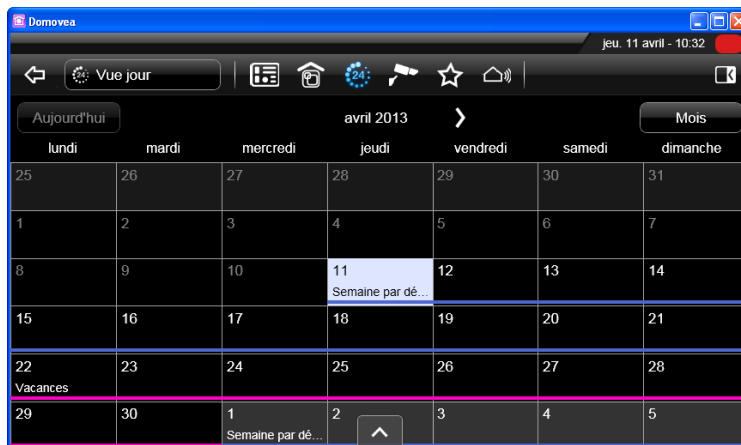 Domovea
jeu. 11 avril - 10:32
24 Vue jour 24
Aujourd'hui avril 2013 Mois
lundi mardi mercredi jeudi vendredi samedi dimanche
25 26 27 28 29 30 31
1 2 3 4 5 6 7
8 9 10 11 12 13 14
Semaine par dé...
15 16 17 18 19 20 21
22 23 24 25 26 27 28
Vacances
29 30 1 2 3 4 5
Semaine par dé...